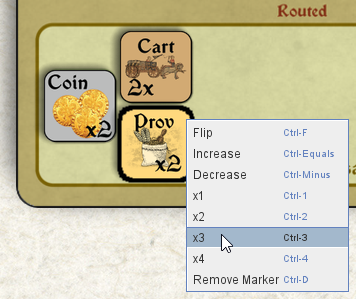 Routed
Cart
2x
Coin
x2
Prov
x2
Flip Ctrl-F
Increase Ctrl-Equals
Decrease Ctrl-Minus
x1 Ctrl-1
x2 Ctrl-2
x3 Ctrl-3
x4 Ctrl-4
Remove Marker Ctrl-D